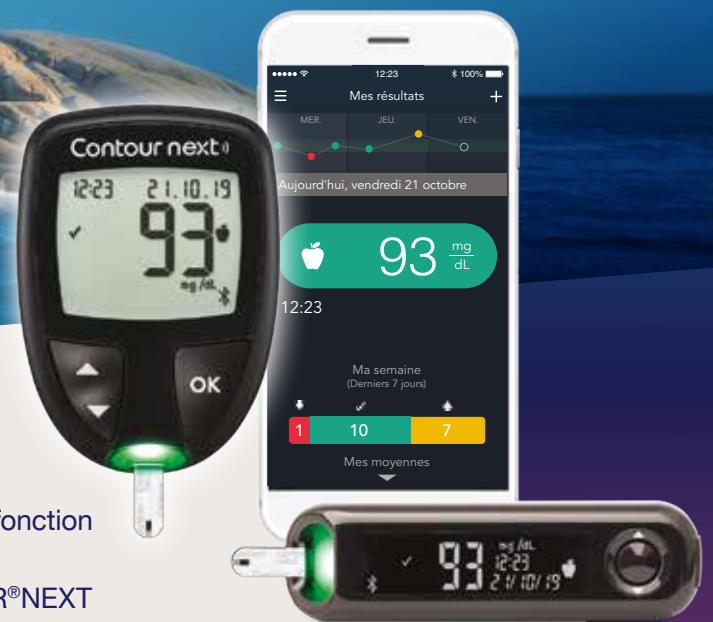 Contour next
12:23 21.10.19
93
mg/dL
OK
12:23
100%
Mes résultats
MER. JEU. VEN.
Aujourd'hui, vendredi 21 octobre
93 mg
dL
12:23
Ma semaine
(Derniers 7 jours)
1 10 7
Mes moyennes
fonction
R®NEXT
93
mg/dL
12:23
21/10/19